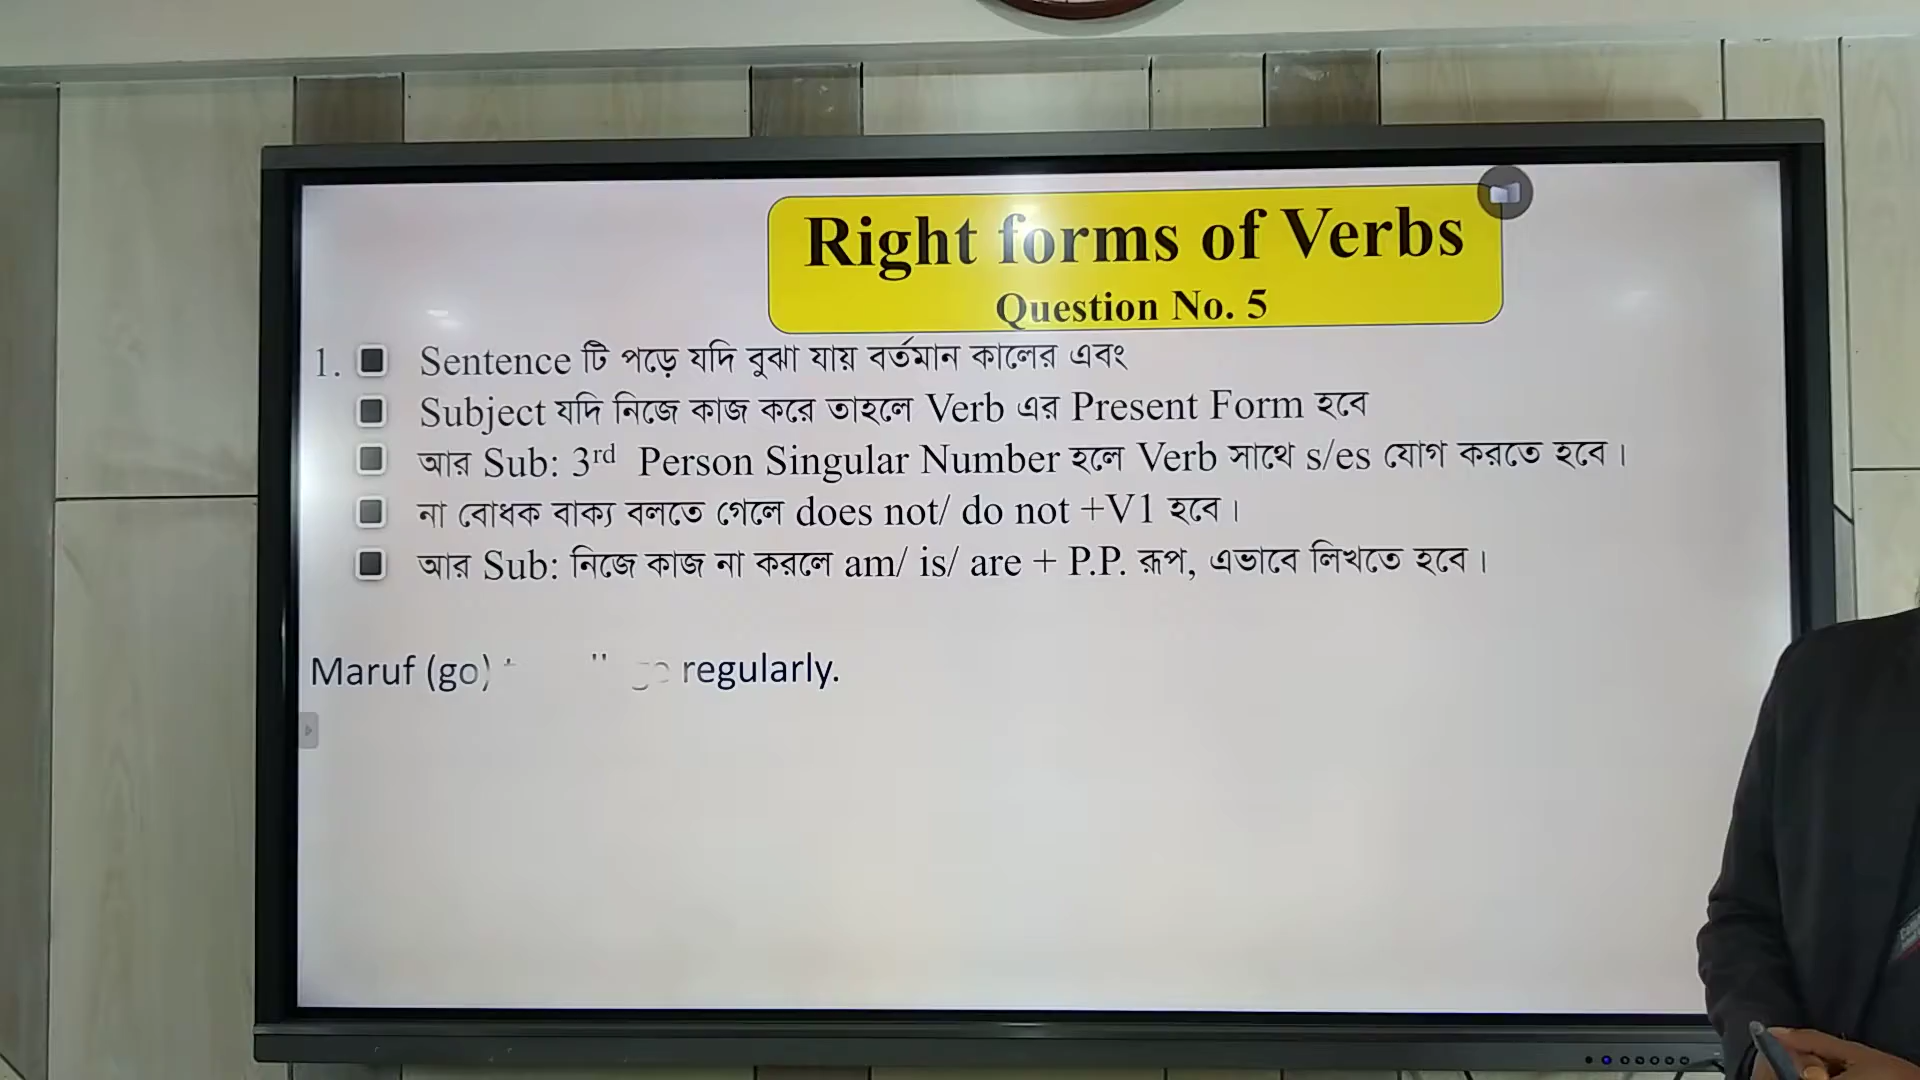 Right forms of Verbs
Question No. 5
1. Sentence টি পড়ে যদি বুঝা যায় বর্তমান কালের এবং
Subject যদি নিজে কাজ করে তাহলে Verb এর Present Form হবে
আর Sub: 3rd Person Singular Number হলে Verb সাথে s/es যোগ করতে হবে।
না বোধক বাক্য বলতে গেলে does not/ do not +V1 হবে।
আর Sub: নিজে কাজ না করলে am/ is/ are + P.P. রূপ, এভাবে লিখতে হবে।
Maruf (go) regularly.